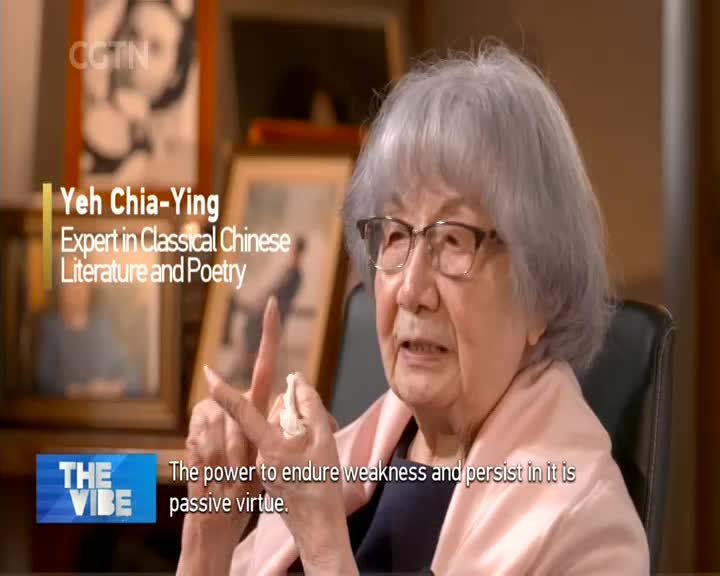 CGTN
Yeh Chia-Ying
Expert in Classical Chinese
Literature and Poetry
THE
VIBE
The power to endure weakness and persist in it is
passive virtue.